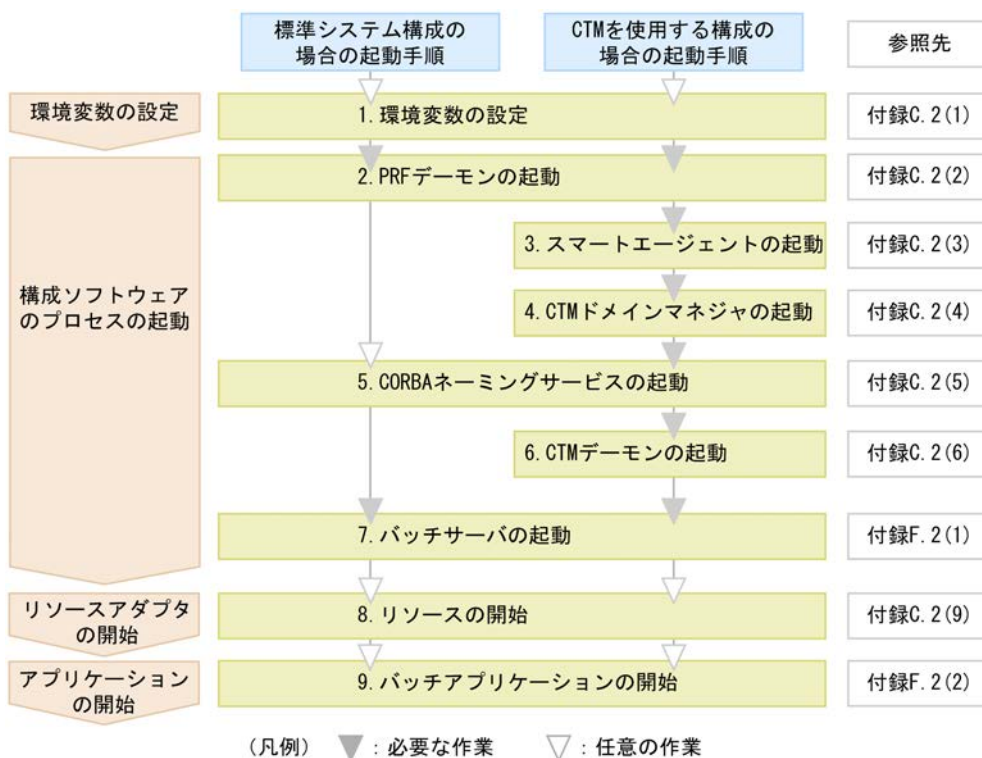 標準システム構成の
場合の起動手順
CTMを使用する構成の
場合の起動手順
参照先
環境変数の設定
1. 環境変数の設定
付録C.2(1)
構成ソフトウェア
のプロセスの起動
2. PRFデーモンの起動
付録C.2(2)
3. スマートエージェントの起動
付録C.2(3)
4. CTMドメインマネジャの起動
付録C.2(4)
5. CORBAネーミングサービスの起動
付録C.2(5)
6. CTMデーモンの起動
付録C.2(6)
7. バッチサーバの起動
付録F.2(1)
リソースアダプタ
の開始
8. リソースの開始
付録C.2(9)
アプリケーション
の開始
9. バッチアプリケーションの開始
付録F.2(2)
(凡例) ▼ : 必要な作業 ▽ : 任意の作業